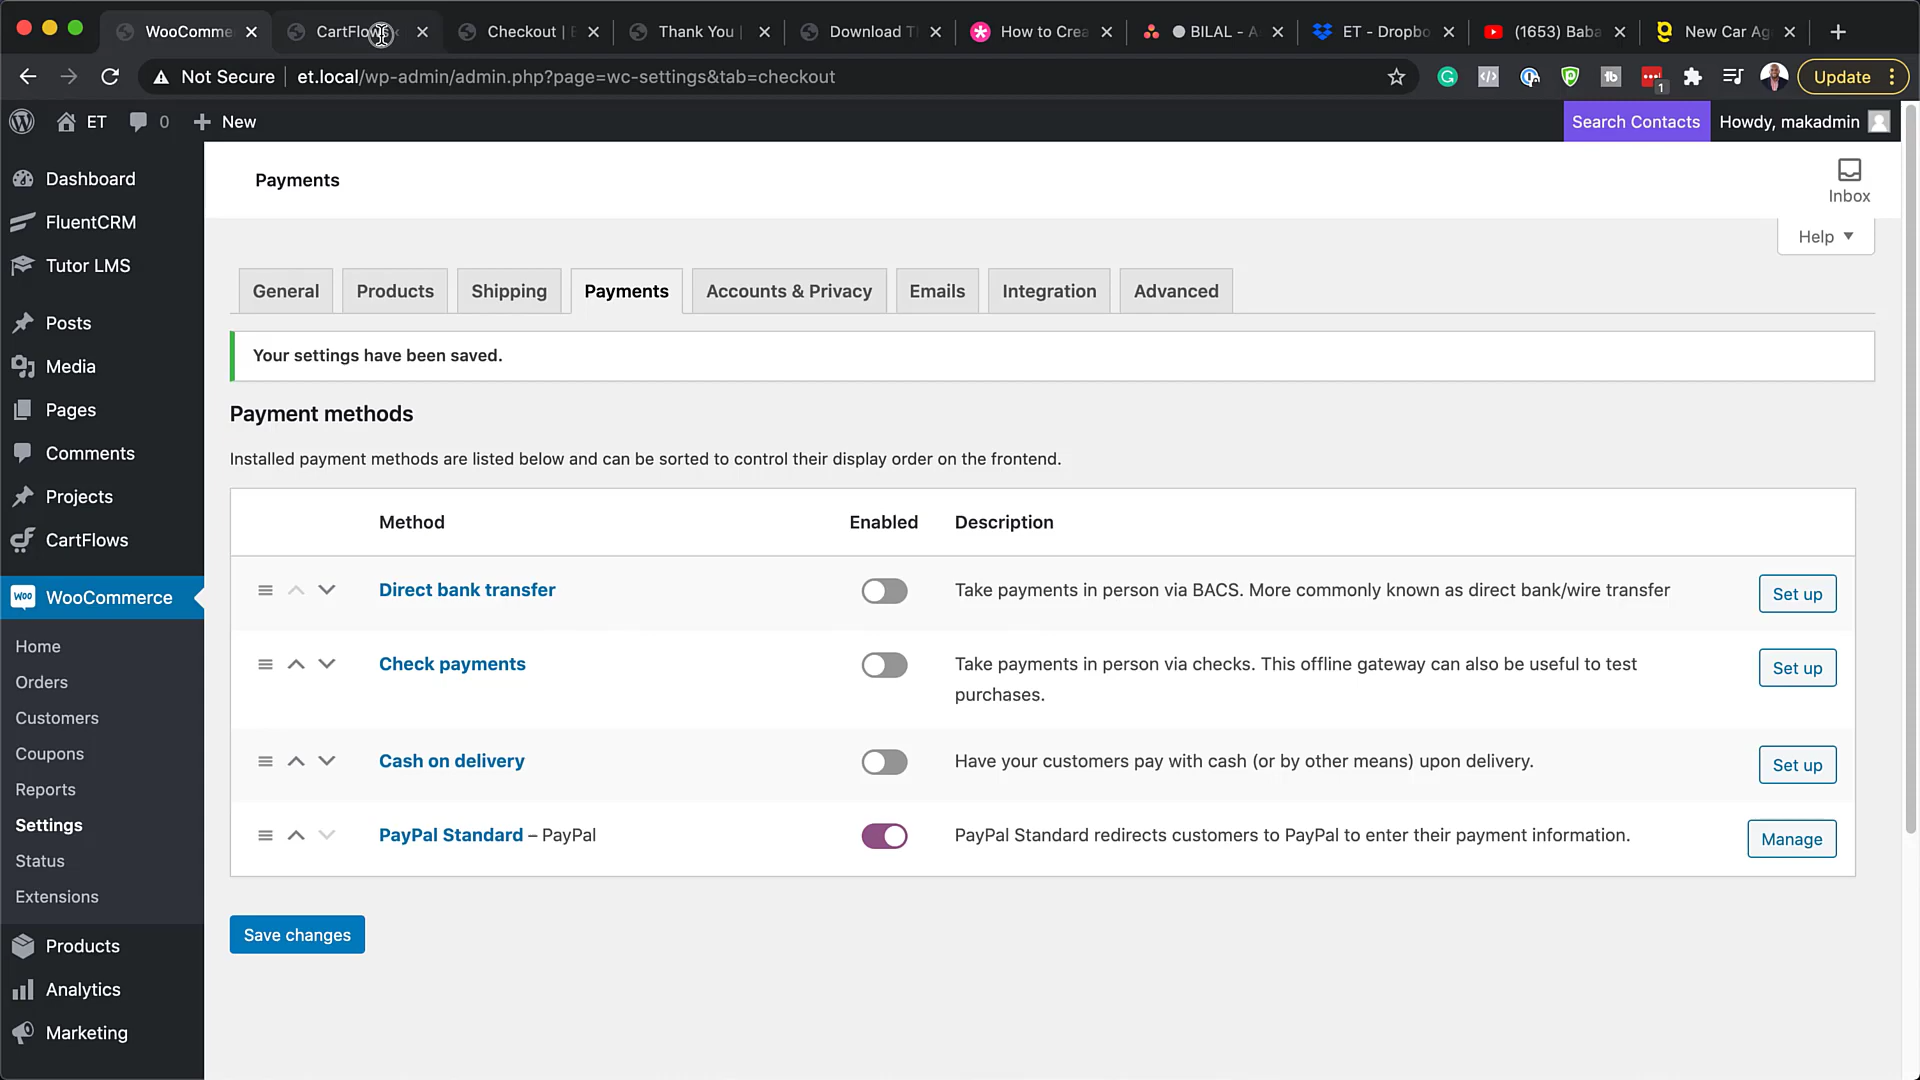 WooComme
CartFlows
Checkout | E
Thank You |
Download T
How to Crea
BILAL - A
ET - Dropbo
(1653) Baba
New Car Ag
Not Secure
et.local/wp-admin/admin.php?page=wc-settings&tab=checkout
1
Update
ET
0
New
Search Contacts
Howdy, makadmin
Dashboard
FluentCRM
Tutor LMS
Posts
Media
Pages
Comments
Projects
CartFlows
WooCommerce
Home
Orders
Customers
Coupons
Reports
Settings
Status
Extensions
Products
Analytics
Marketing
Payments
Inbox
Help
General
Products
Shipping
Payments
Accounts & Privacy
Emails
Integration
Advanced
Your settings have been saved.
Payment methods
Installed payment methods are listed below and can be sorted to control their display order on the frontend.
Method
Enabled
Description
Direct bank transfer
Take payments in person via BACS. More commonly known as direct bank/wire transfer
Set up
Check payments
Take payments in person via checks. This offline gateway can also be useful to test
purchases.
Set up
Cash on delivery
Have your customers pay with cash (or by other means) upon delivery.
Set up
PayPal Standard – PayPal
PayPal Standard redirects customers to PayPal to enter their payment information.
Manage
Save changes